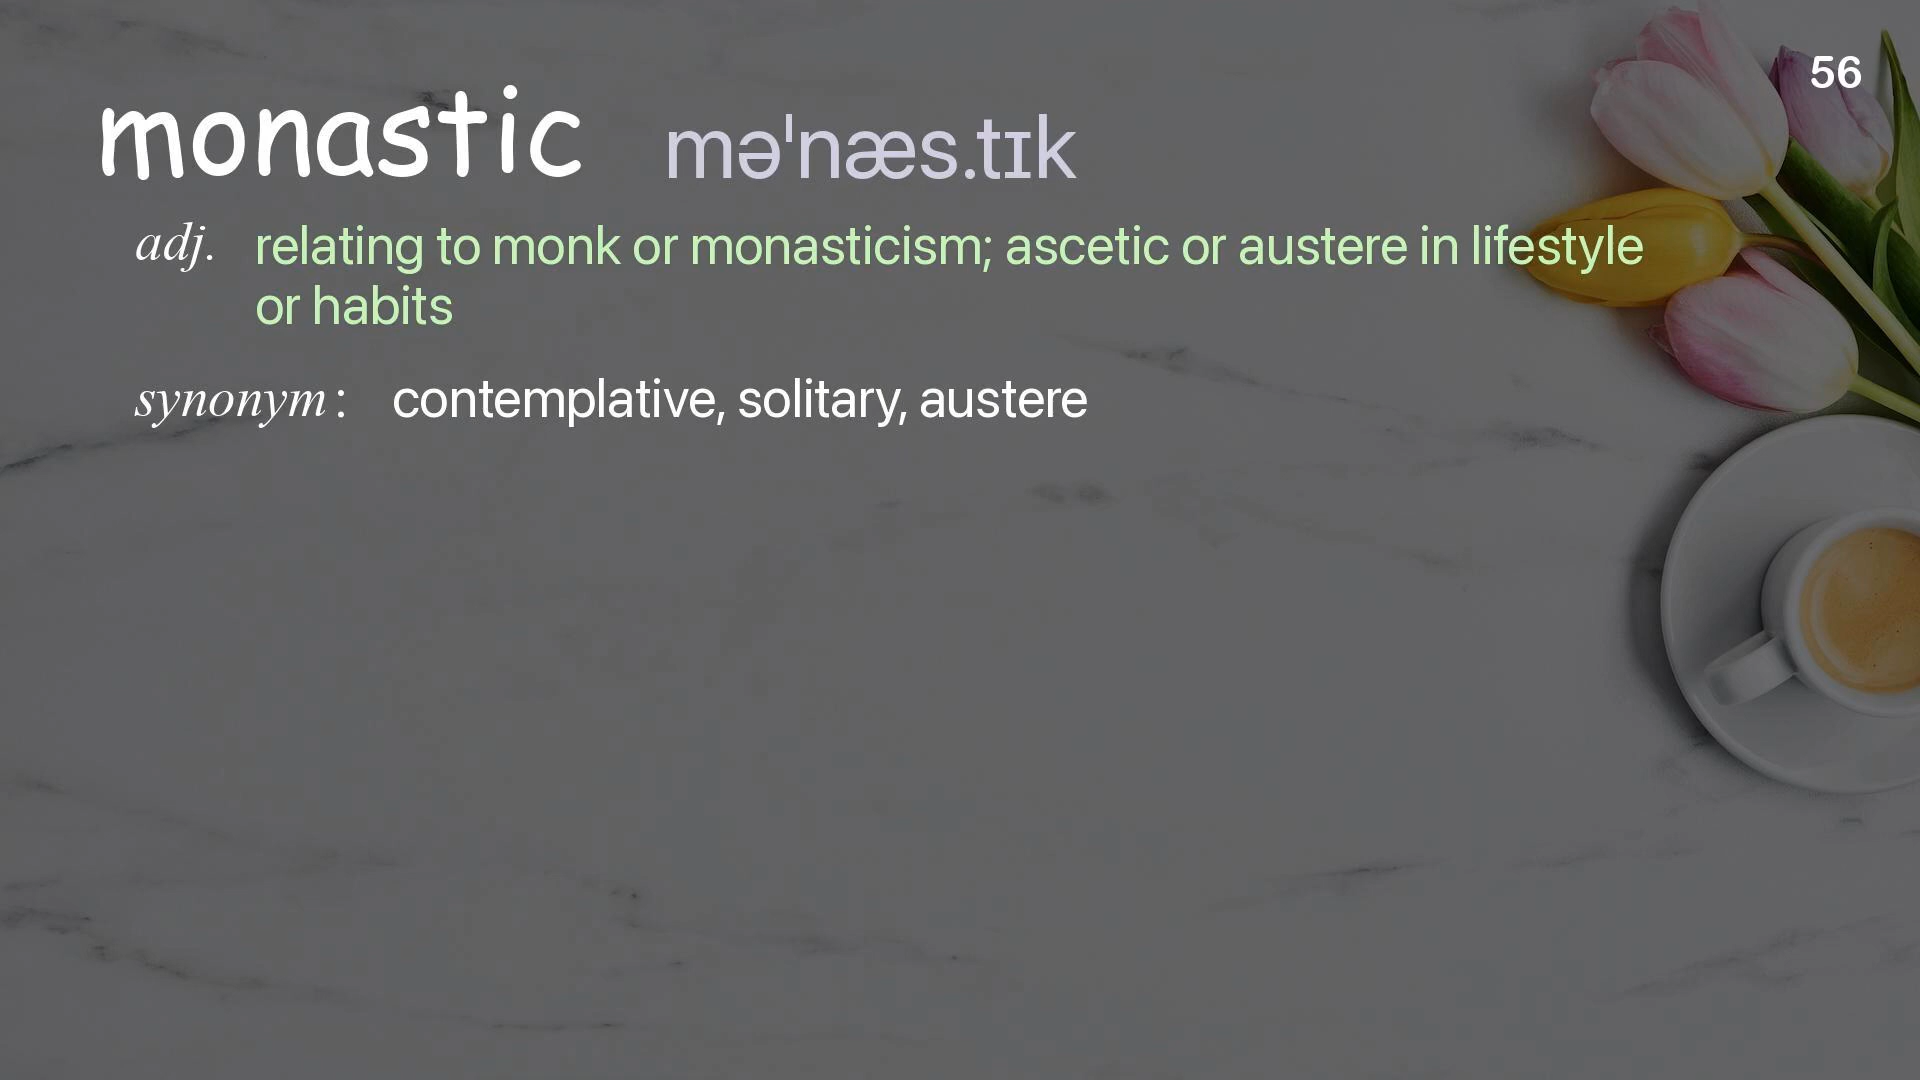 56
monastic məˈnæs.tɪk
adj. relating to monk or monasticism; ascetic or austere in lifestyle
or habits
synonym : contemplative, solitary, austere